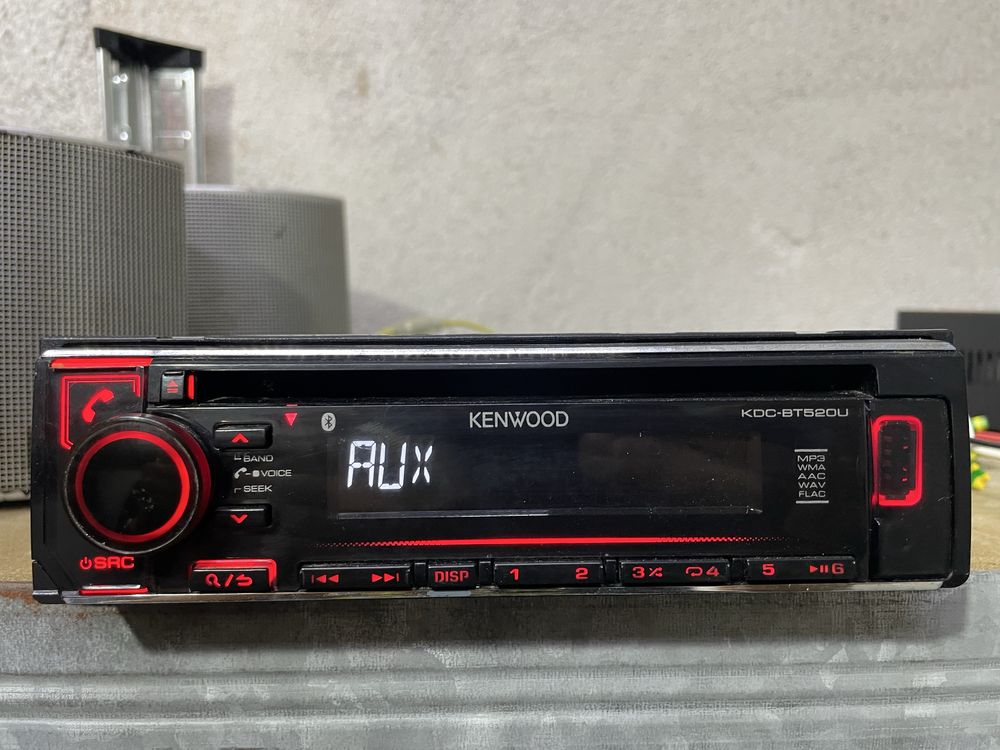 KENWOOD
KDC-BT520U
AUX
BAND
VOICE
SEEK
MP3
WMA
AAC
WAV
FLAC
SRC
DISP
1
2
3
4
5
6